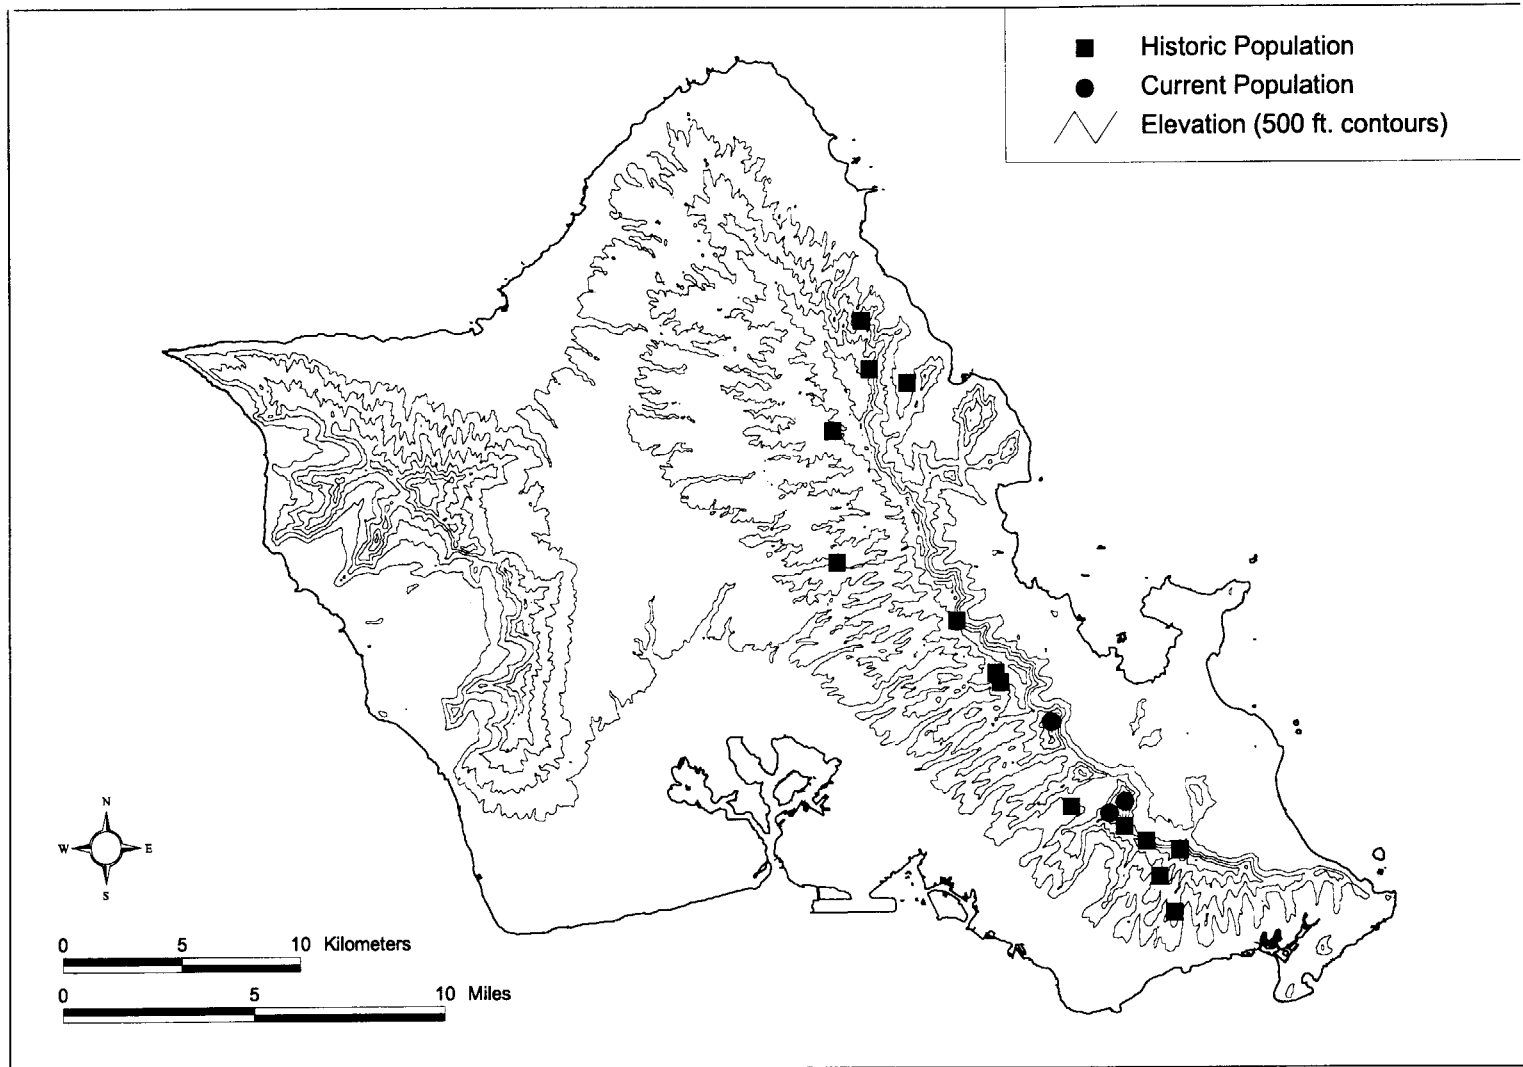 Historic Population
Current Population
Elevation (500 ft. contours)
N
W E
S
0 5 10 Kilometers
0 5 10 Miles